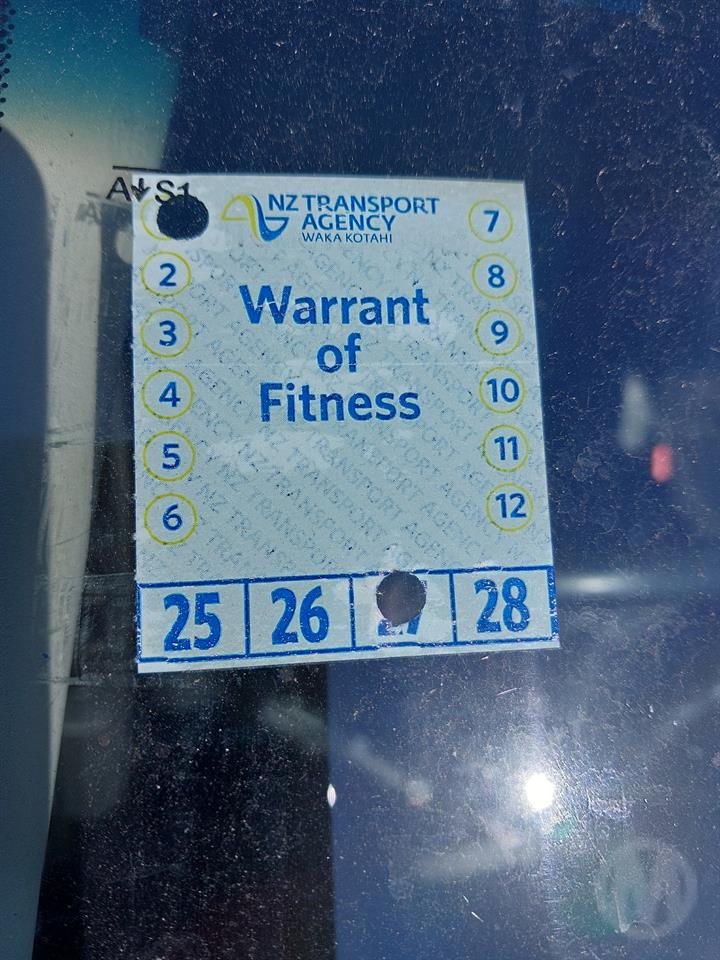 A↓S1
NZ TRANSPORT
AGENCY
WAKA KOTAHI
7
2
8
Warrant
3
9
of
4
10
Fitness
5
11
6
12
25 26 27 28